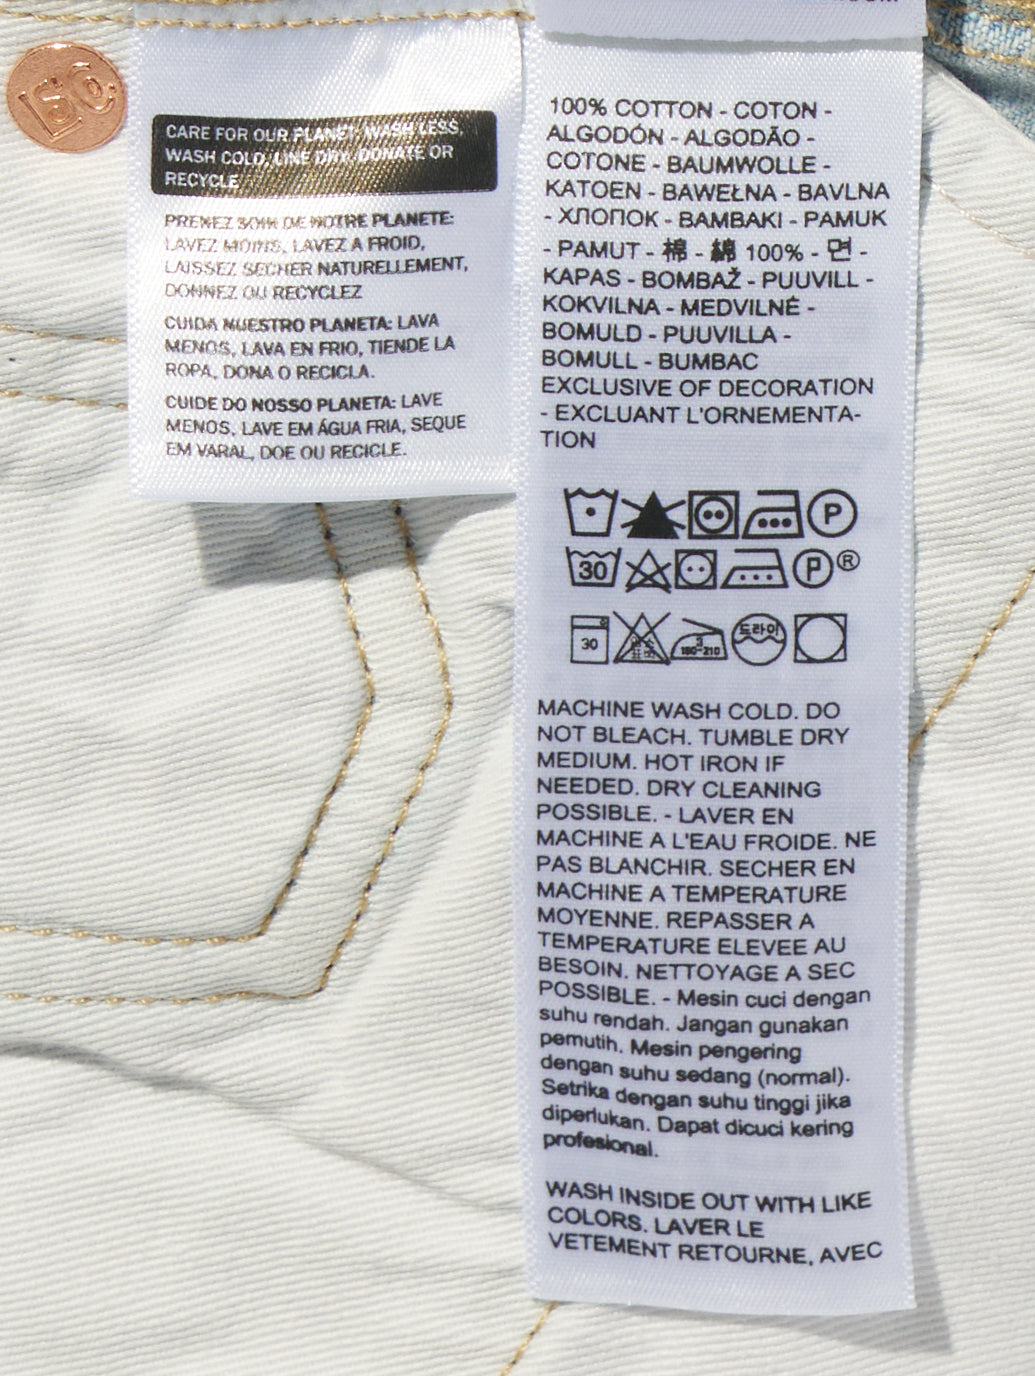 CARE FOR OUR PLANET: WASH LESS,
WASH COLD, LINE DRY, DONATE OR
RECYCLE
PRENEZ SOIN DE NOTRE PLANETE:
LAVEZ MOINS, LAVEZ A FROID,
LAISSEZ SECHER NATURELLEMENT,
DONNEZ OU RECYCLEZ
CUIDA NUESTRO PLANETA: LAVA
MENOS, LAVA EN FRIO, TIENDE LA
ROPA, DONA O RECICLA.
CUIDE DO NOSSO PLANETA: LAVE
MENOS, LAVE EM ÁGUA FRIA, SEQUE
EM VARAL, DOE OU RECICLE.
100% COTTON - COTON -
ALGODÓN - ALGODÃO -
COTONE - BAUMWOLLE -
KATOEN - BAWEŁNA - BAVLNA
- ХЛОПОК - BAMBAKI - PAMUK
- PAMUT - 棉 - 綿 100% - 면 -
KAPAS - BOMBAŽ - PUUVILL -
KOKVILNA - MEDVILNĖ -
BOMULD - PUUVILLA -
BOMULL - BUMBAC
EXCLUSIVE OF DECORATION
- EXCLUANT L'ORNEMENTA-
TION
P
30 P ®
30 3 180-210 드라이
MACHINE WASH COLD. DO
NOT BLEACH. TUMBLE DRY
MEDIUM. HOT IRON IF
NEEDED. DRY CLEANING
POSSIBLE. - LAVER EN
MACHINE A L'EAU FROIDE. NE
PAS BLANCHIR. SECHER EN
MACHINE A TEMPERATURE
MOYENNE. REPASSER A
TEMPERATURE ELEVEE AU
BESOIN. NETTOYAGE A SEC
POSSIBLE. - Mesin cuci dengan
suhu rendah. Jangan gunakan
pemutih. Mesin pengering
dengan suhu sedang (normal).
Setrika dengan suhu tinggi jika
diperlukan. Dapat dicuci kering
profesional.
WASH INSIDE OUT WITH LIKE
COLORS. LAVER LE
VETEMENT RETOURNE, AVEC